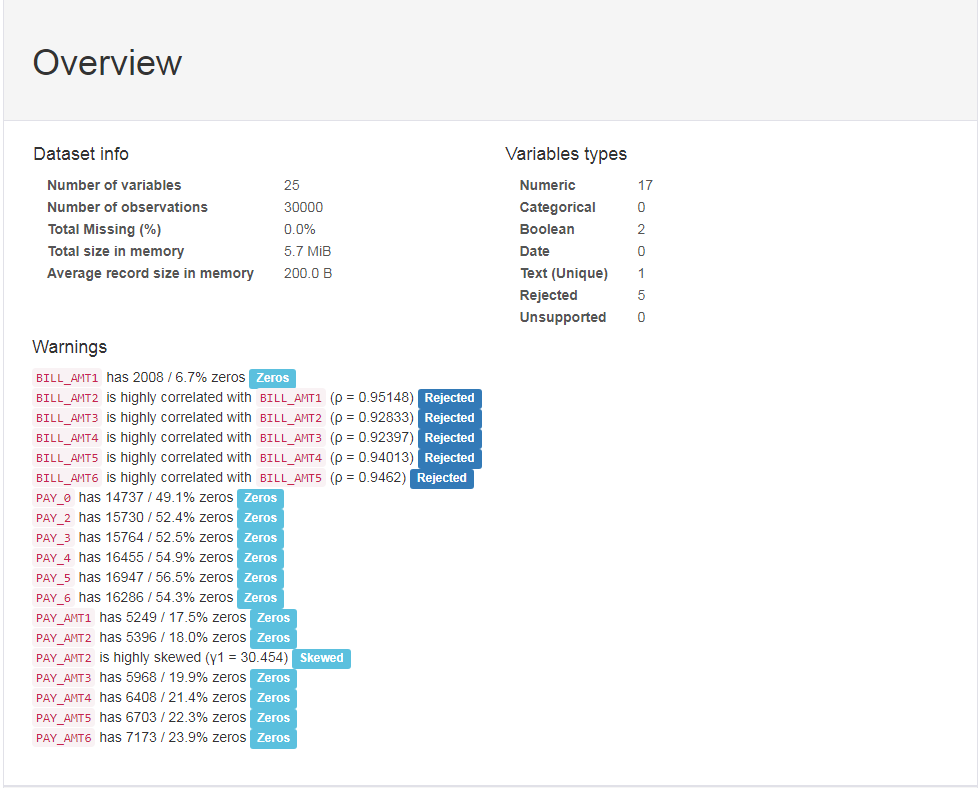 Overview
Dataset info
Number of variables 25
Number of observations 30000
Total Missing (%) 0.0%
Total size in memory 5.7 MiB
Average record size in memory 200.0 B
Variables types
Numeric 17
Categorical 0
Boolean 2
Date 0
Text (Unique) 1
Rejected 5
Unsupported 0
Warnings
BILL_AMT1 has 2008 / 6.7% zeros Zeros
BILL_AMT2 is highly correlated with BILL_AMT1 (ρ = 0.95148) Rejected
BILL_AMT3 is highly correlated with BILL_AMT2 (ρ = 0.92833) Rejected
BILL_AMT4 is highly correlated with BILL_AMT3 (ρ = 0.92397) Rejected
BILL_AMT5 is highly correlated with BILL_AMT4 (ρ = 0.94013) Rejected
BILL_AMT6 is highly correlated with BILL_AMT5 (ρ = 0.9462) Rejected
PAY_0 has 14737 / 49.1% zeros Zeros
PAY_2 has 15730 / 52.4% zeros Zeros
PAY_3 has 15764 / 52.5% zeros Zeros
PAY_4 has 16455 / 54.9% zeros Zeros
PAY_5 has 16947 / 56.5% zeros Zeros
PAY_6 has 16286 / 54.3% zeros Zeros
PAY_AMT1 has 5249 / 17.5% zeros Zeros
PAY_AMT2 has 5396 / 18.0% zeros Zeros
PAY_AMT2 is highly skewed (γ1 = 30.454) Skewed
PAY_AMT3 has 5968 / 19.9% zeros Zeros
PAY_AMT4 has 6408 / 21.4% zeros Zeros
PAY_AMT5 has 6703 / 22.3% zeros Zeros
PAY_AMT6 has 7173 / 23.9% zeros Zeros